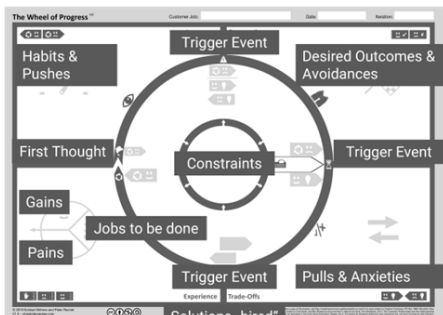 The Wheel of Progress™
Customer Job:
Date:
Iteration:
Trigger Event
Habits &
Pushes
Desired Outcomes &
Avoidances
First Thought
Constraints
Trigger Event
Gains
Jobs to be done
Pains
Trigger Event
Pulls & Anxieties
Experience
Trade-Offs
Solutions „hired“